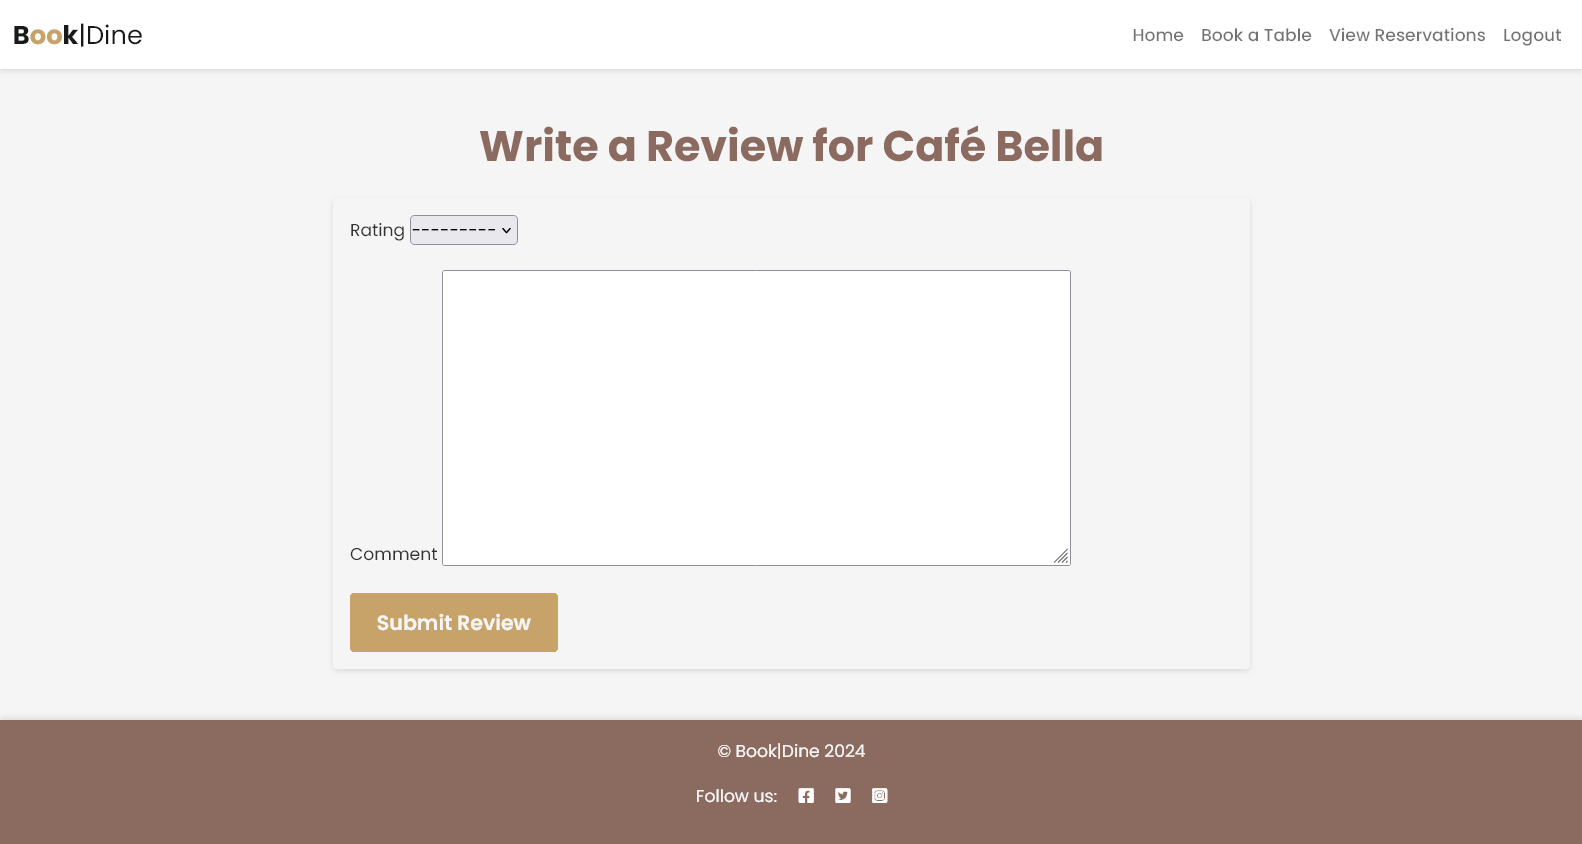 Book|Dine
Home Book a Table View Reservations Logout
Write a Review for Café Bella
Rating ---------
Comment
Submit Review
© Book|Dine 2024
Follow us: